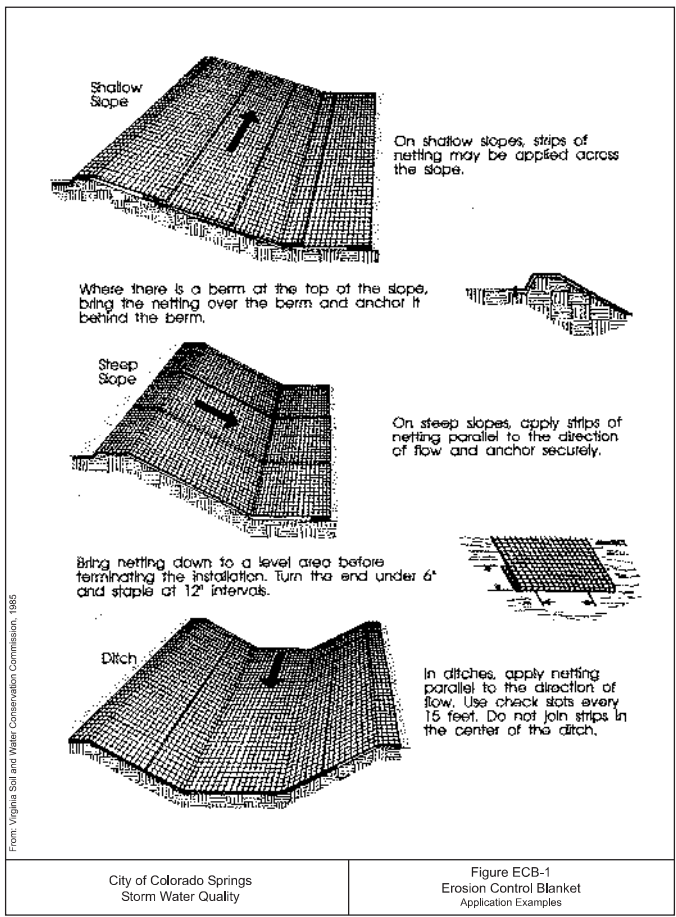 Shallow
Slope
On shallow slopes, strips of
netting may be applied across
the slope.
Where there is a berm at the top of the slope,
bring the netting over the berm and anchor it
behind the berm.
Steep
Slope
On steep slopes, apply strips of
netting parallel to the direction
of flow and anchor securely.
Bring netting down to a level area before
terminating the installation. Turn the end under 6"
and staple at 12" intervals.
Ditch
In ditches, apply netting
parallel to the direction of
flow. Use check slots every
15 feet. Do not join strips in
the center of the ditch.
From: Virginia Soil and Water Conservation Commission, 1985
City of Colorado Springs
Storm Water Quality
Figure ECB-1
Erosion Control Blanket
Application Examples